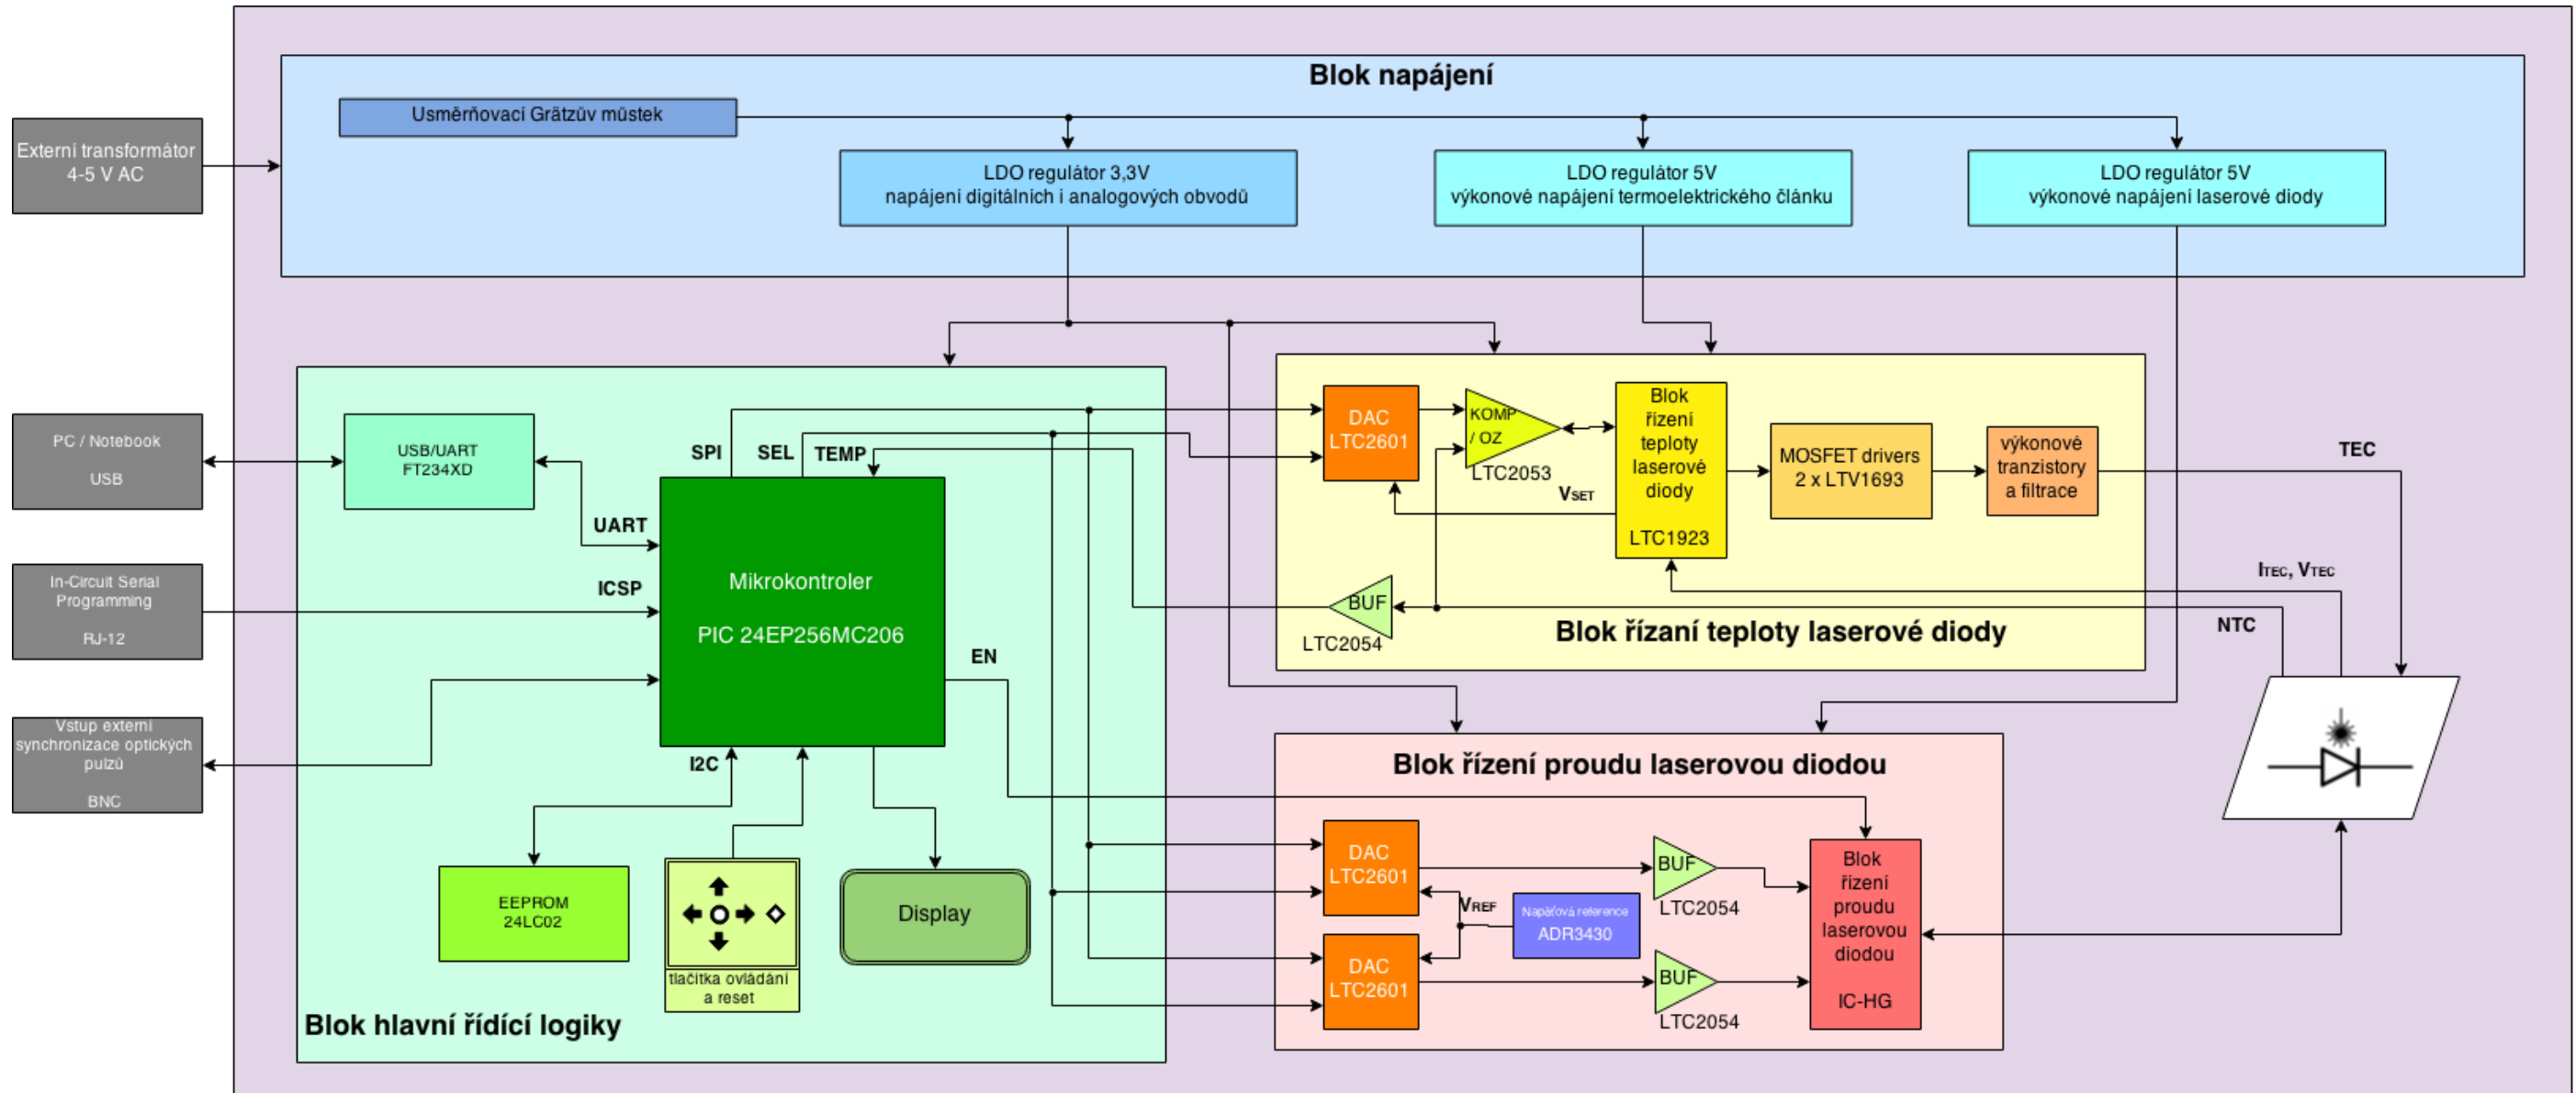 Blok napájení
Usměrňovací Grätzův můstek
Externí transformátor
4-5 V AC
LDO regulátor 3,3V
napájení digitálních i analogových obvodů
LDO regulátor 5V
výkonové napájení termoelektrického článku
LDO regulátor 5V
výkonové napájení laserové diody
PC / Notebook
USB
USB/UART
FT234XD
SPI
SEL
TEMP
UART
In-Circuit Serial
Programming
RJ-12
ICSP
Mikrokontroler
PIC 24EP256MC206
EN
Vstup externí
synchronizace optických
pulzů
BNC
I2C
EEPROM
24LC02
tlačítka ovládání
a reset
Display
Blok hlavní řídící logiky
DAC
LTC2601
KOMP
/ OZ
LTC2053
VSET
Blok
řízení
teploty
laserové
diody
LTC1923
MOSFET drivers
2 x LTV1693
výkonové
tranzistory
a filtrace
TEC
ITEC, VTEC
NTC
BUF
LTC2054
Blok řízaní teploty laserové diody
Blok řízení proudu laserovou diodou
DAC
LTC2601
BUF
LTC2054
VREF
Napěťová reference
ADR3430
DAC
LTC2601
BUF
LTC2054
Blok
řízení
proudu
laserovou
diodou
IC-HG